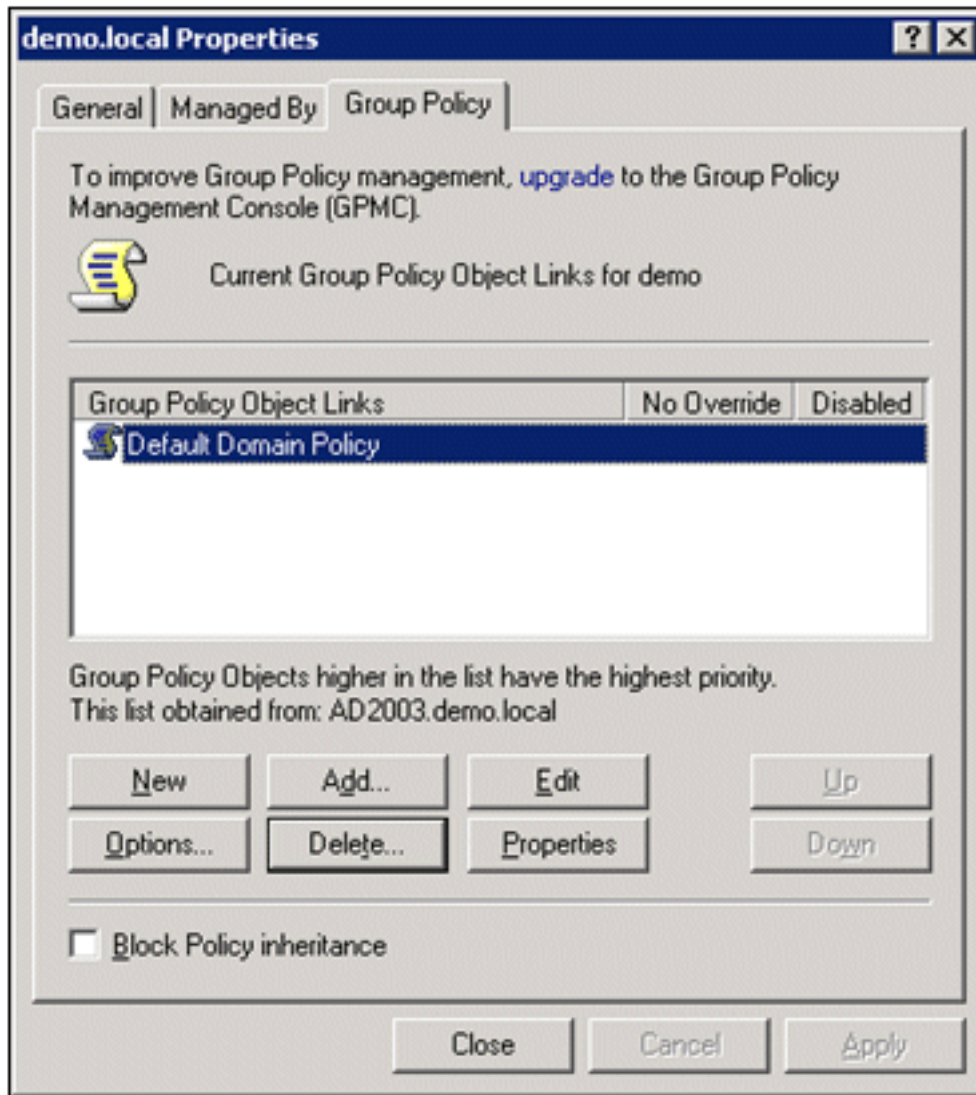 demo.local Properties
General
Managed By
Group Policy
To improve Group Policy management, upgrade to the Group Policy
Management Console (GPMC).
Current Group Policy Object Links for demo
Group Policy Object Links
No Override
Disabled
Default Domain Policy
Group Policy Objects higher in the list have the highest priority.
This list obtained from: AD2003.demo.local
New
Add...
Edit
Up
Options...
Delete...
Properties
Down
Block Policy inheritance
Close
Cancel
Apply